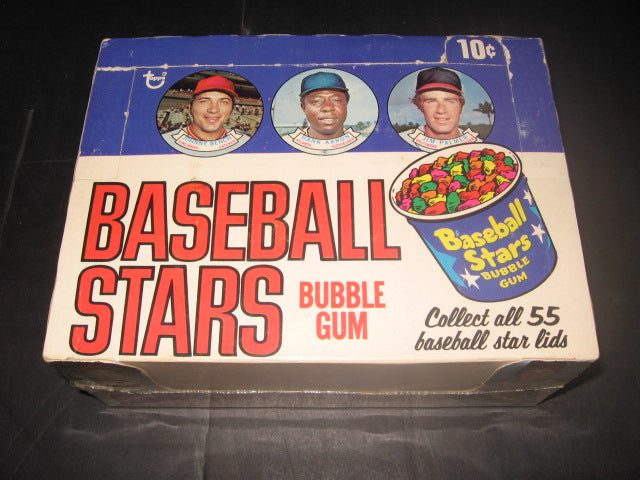 10¢
topps
JOHNNY BENCH
HANK AARON
JIM PALMER
BASEBALL
STARS
BUBBLE
GUM
Baseball
Stars
BUBBLE
GUM
Collect all 55
baseball star lids